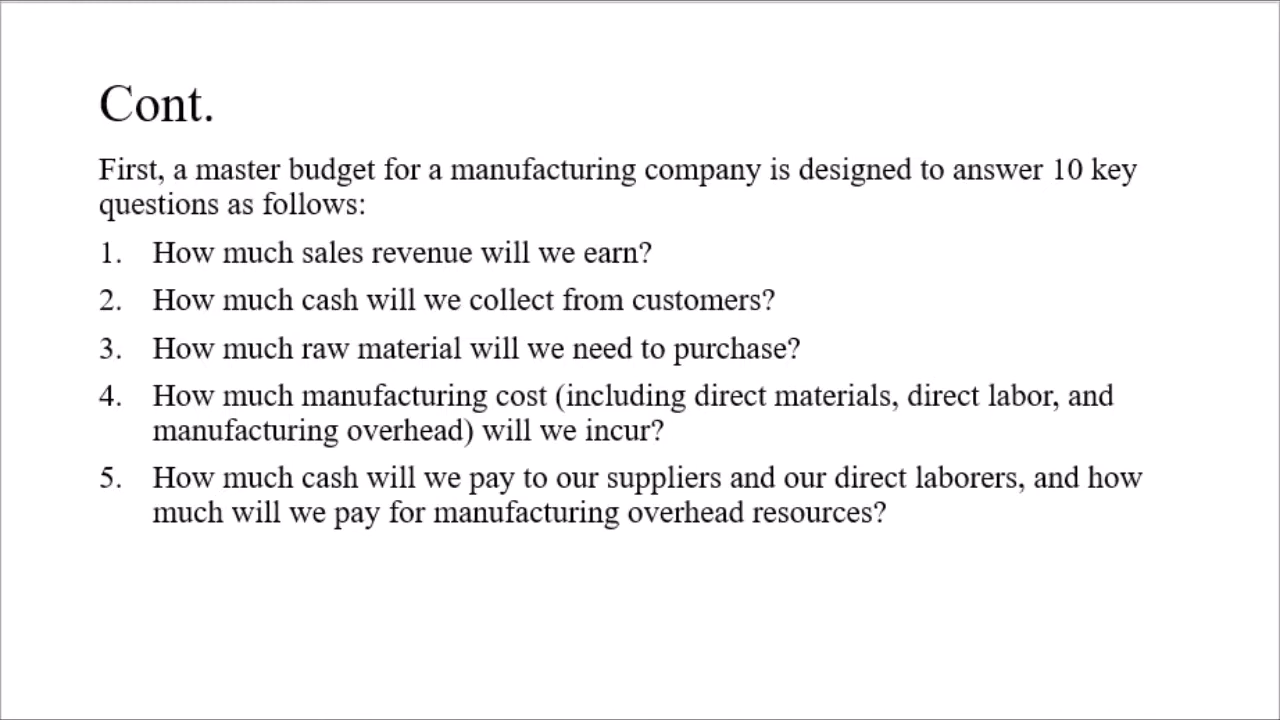 Cont.
First, a master budget for a manufacturing company is designed to answer 10 key
questions as follows:
1. How much sales revenue will we earn?
2. How much cash will we collect from customers?
3. How much raw material will we need to purchase?
4. How much manufacturing cost (including direct materials, direct labor, and
manufacturing overhead) will we incur?
5. How much cash will we pay to our suppliers and our direct laborers, and how
much will we pay for manufacturing overhead resources?